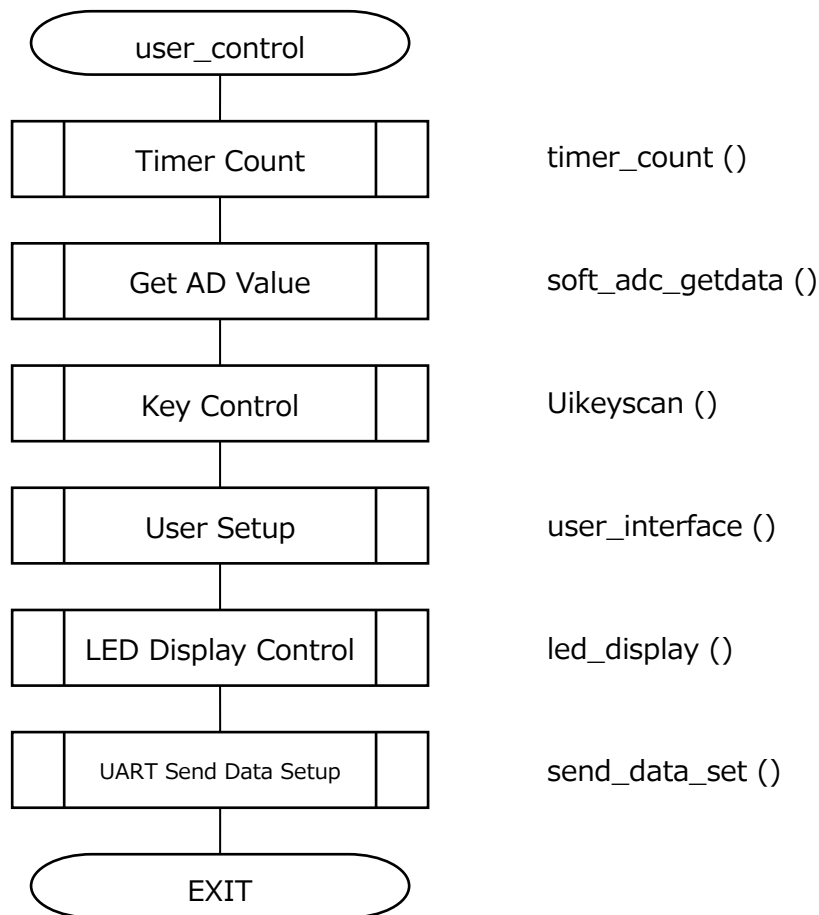 user_control
Timer Count timer_count ()
Get AD Value soft_adc_getdata ()
Key Control Uikeyscan ()
User Setup user_interface ()
LED Display Control led_display ()
UART Send Data Setup send_data_set ()
EXIT